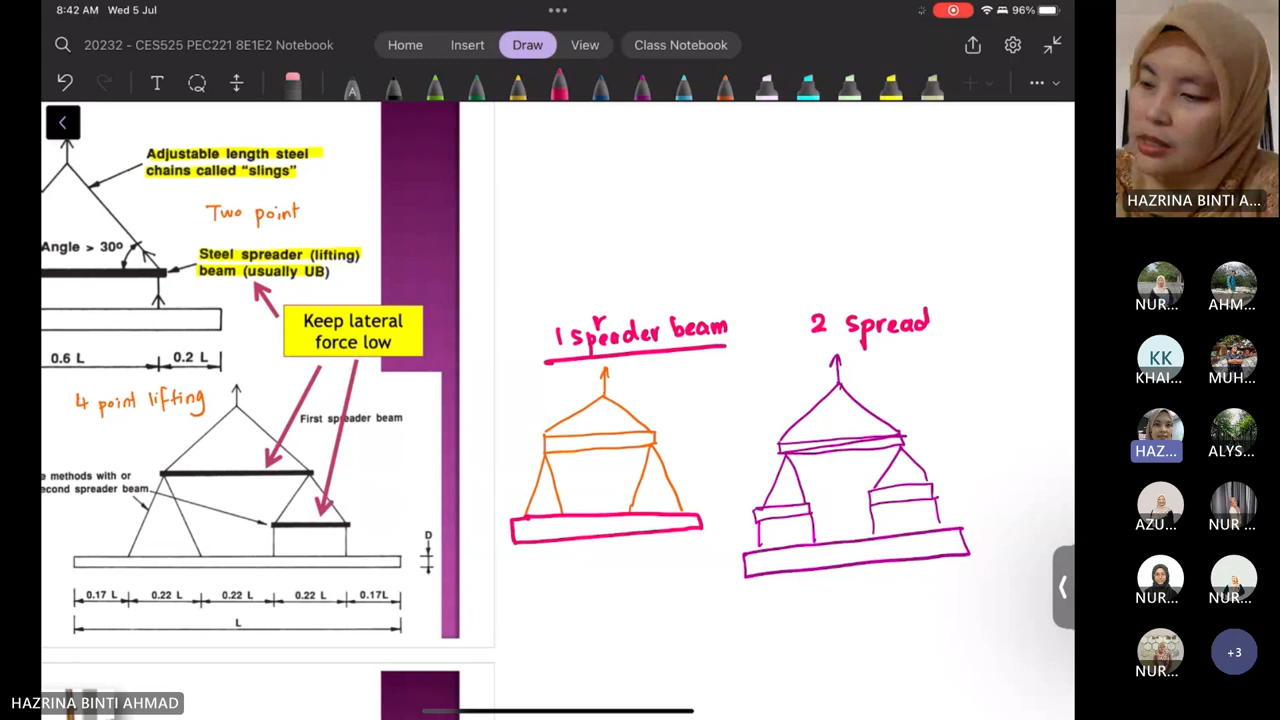 8:42 AM Wed 5 Jul
96%
20232 - CES525 PEC221 8E1E2 Notebook
Home
Insert
Draw
View
Class Notebook
Adjustable length steel
chains called "slings"
Two point
Angle > 30°
Steel spreader (lifting)
beam (usually UB)
Keep lateral
force low
0.6 L
0.2 L
4 point lifting
First spreader beam
e methods with or
econd spreader beam
D
0.17 L
0.22 L
0.22 L
0.22 L
0.17L
L
1 spreader beam
2 spread
HAZRINA BINTI A...
NUR...
AHM...
KK
KHAI...
MUH...
HAZ...
ALYS...
AZU...
NUR ...
NUR...
NUR...
NUR...
+3
HAZRINA BINTI AHMAD